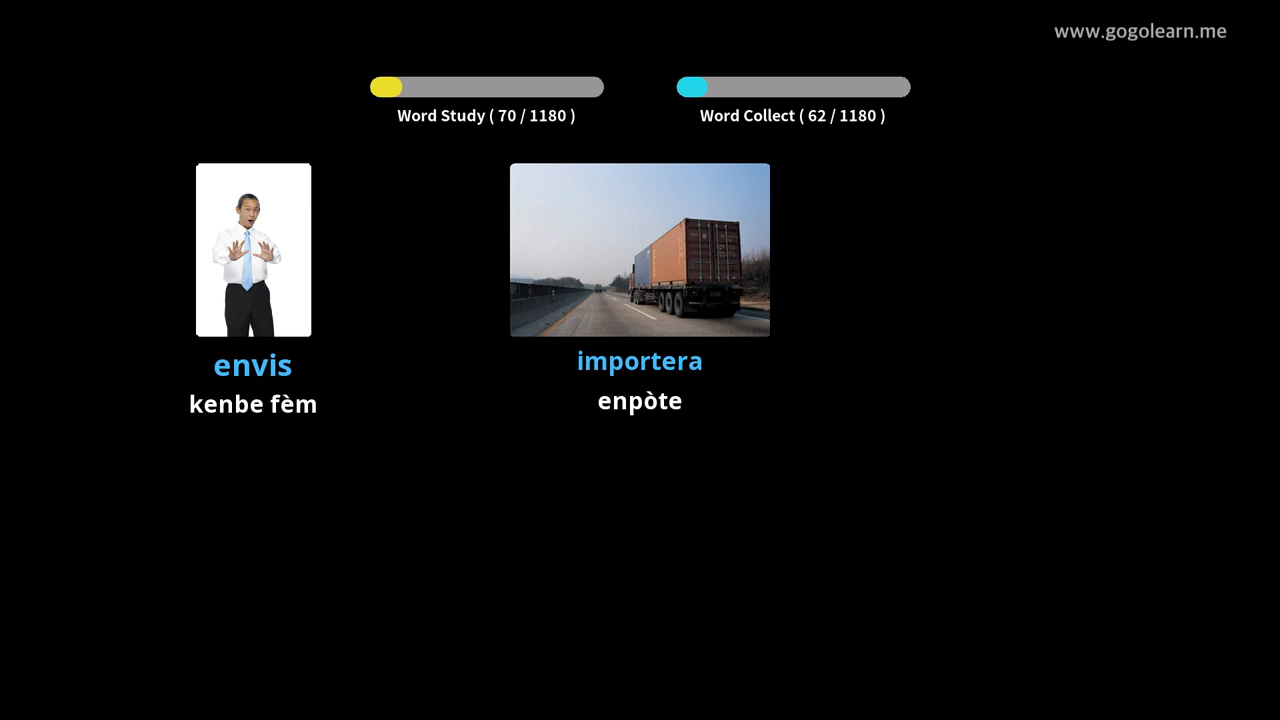 www.gogolearn.me
Word Study ( 70 / 1180 )
Word Collect ( 62 / 1180 )
envis
kenbe fèm
importera
enpòte